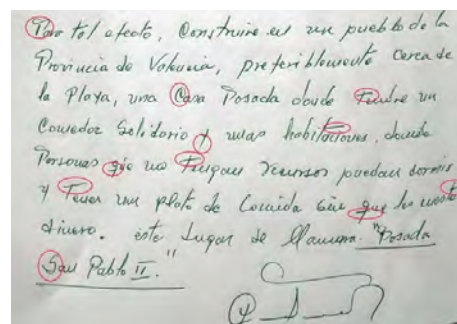 Para tal efecto, Construire en un pueblo de la
Provincia de Valencia, preferiblemente cerca de
la Playa, una Casa Posada donde Tendre un
Comedor Solidario y unas habitaciones, donde
Personas que no Tengan recursos puedan dormir
y Tener un plato de Comida sin que les cueste
dinero. este Lugar se llamara "Posada
San Pablo II."